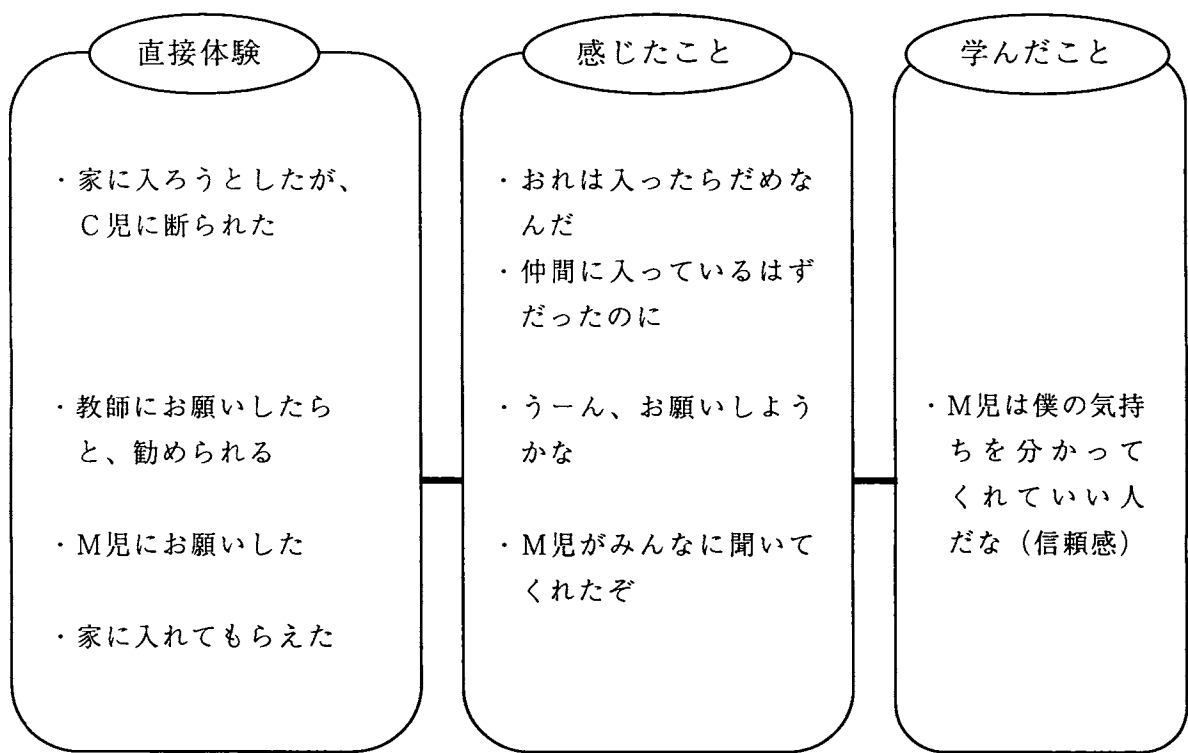 直接体験
・家に入ろうとしたが、
C児に断られた
・教師にお願いしたら
と、勧められる
・M児にお願いした
・家に入れてもらえた
感じたこと
・おれは入ったらだめな
んだ
・仲間に入っているはず
だったのに
・うーん、お願いしよう
かな
・M児がみんなに聞いて
くれたぞ
学んだこと
・M児は僕の気持
ちを分かって
くれていい人
だな（信頼感）